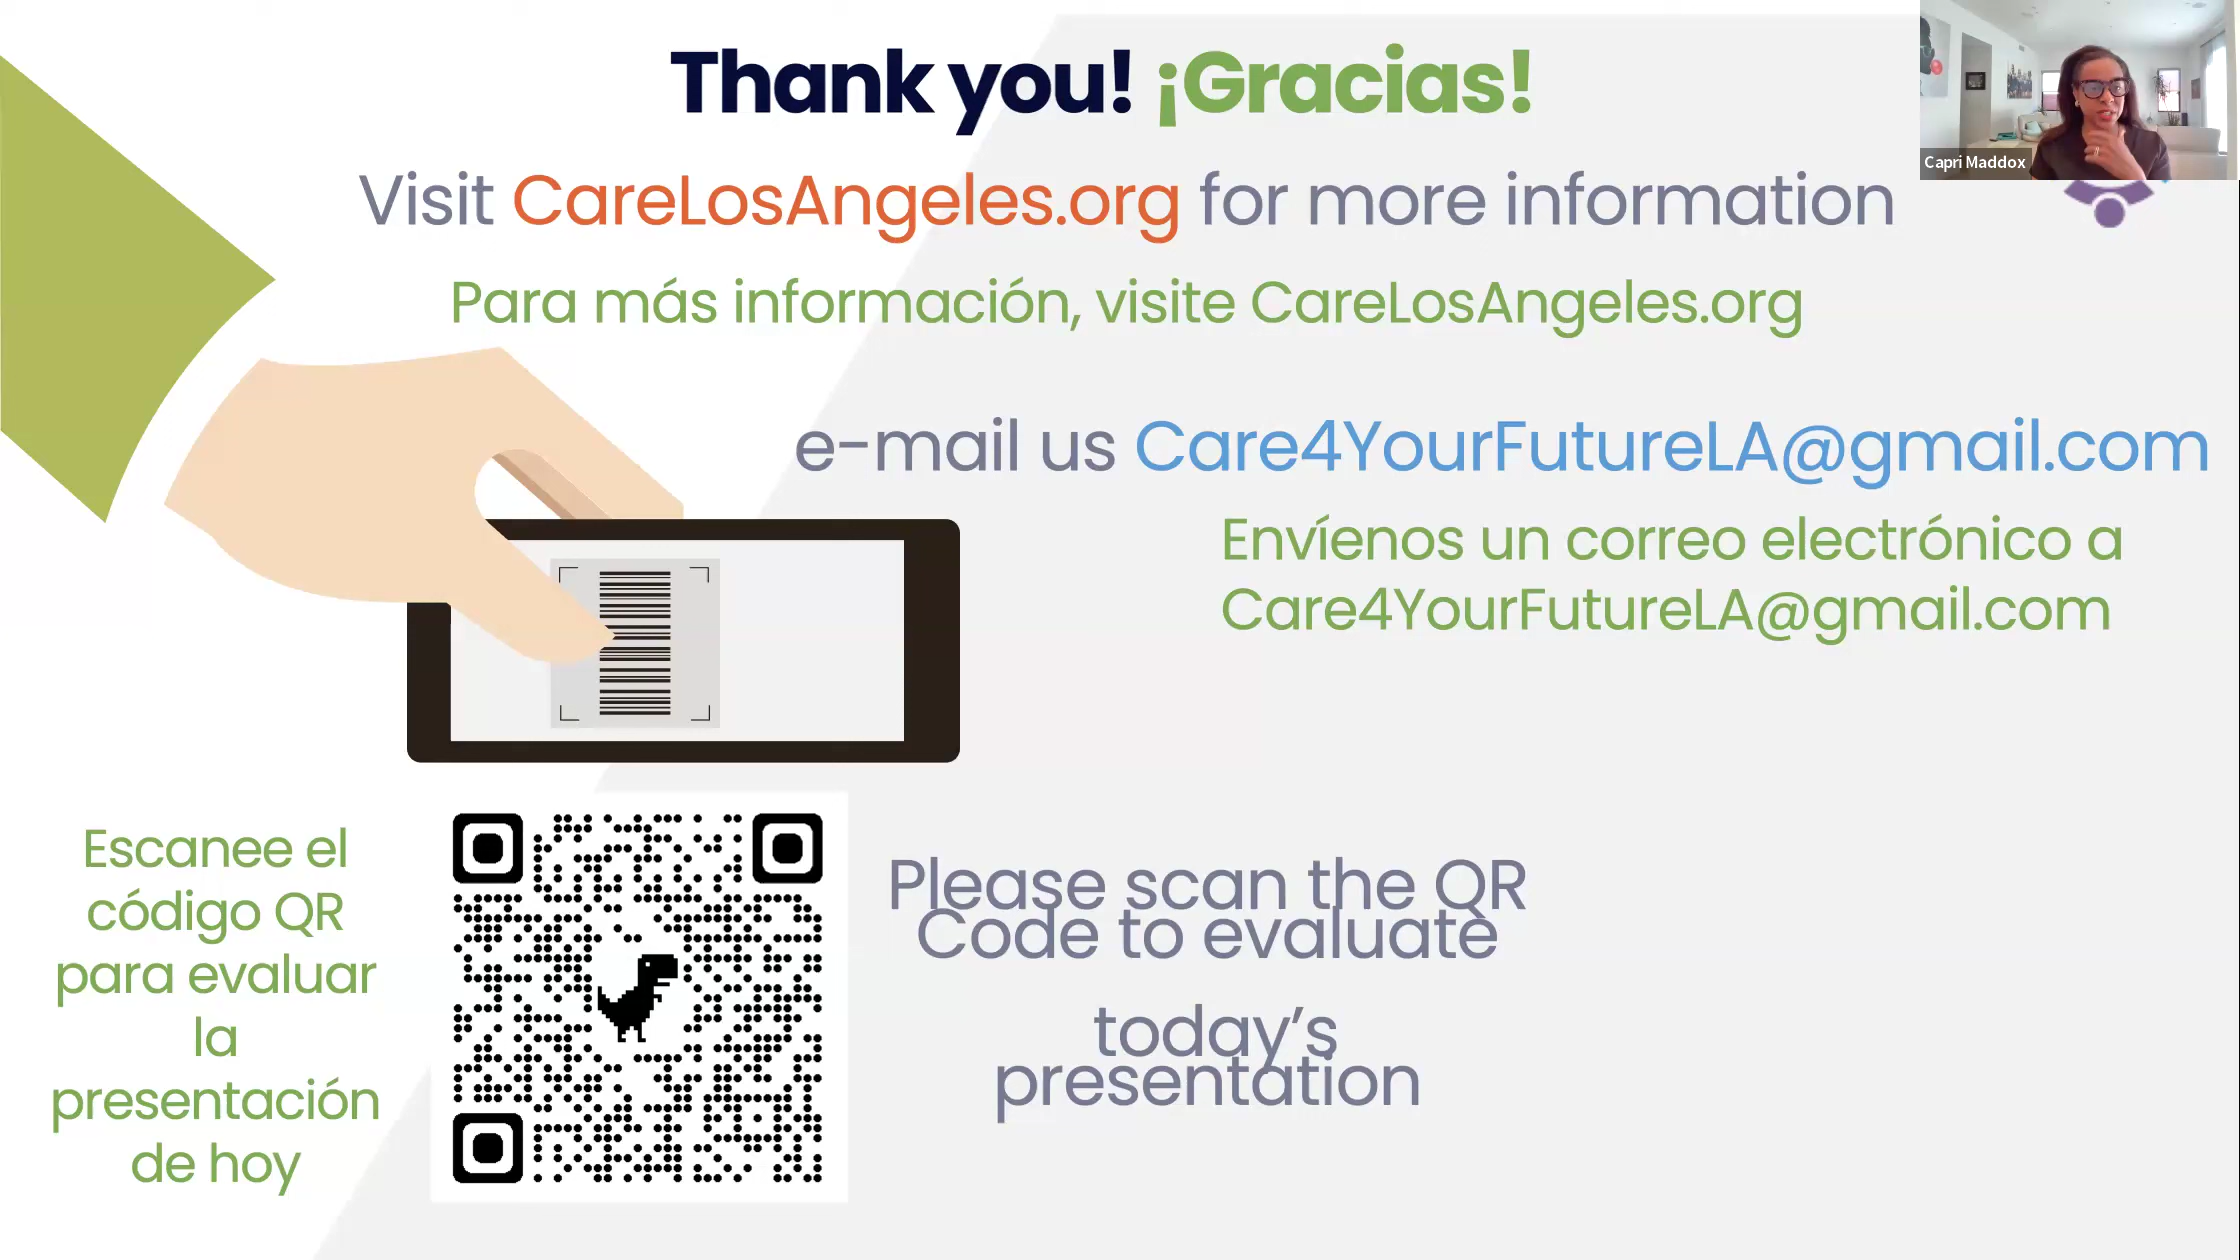 Thank you! ¡Gracias!
Capri Maddox
Visit CareLosAngeles.org for more information
Para más información, visite CareLosAngeles.org
e-mail us Care4YourFutureLA@gmail.com
Envíenos un correo electrónico a
Care4YourFutureLA@gmail.com
Escanee el
código QR
para evaluar
la
presentación
de hoy
Please scan the QR
Code to evaluate
today’s
presentation